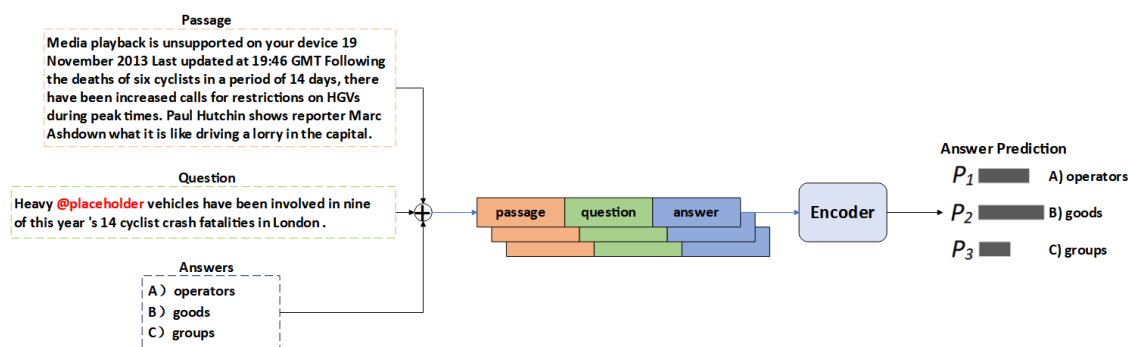 Passage
Media playback is unsupported on your device 19
November 2013 Last updated at 19:46 GMT Following
the deaths of six cyclists in a period of 14 days, there
have been increased calls for restrictions on HGVs
during peak times. Paul Hutchin shows reporter Marc
Ashdown what it is like driving a lorry in the capital.
Question
Heavy @placeholder vehicles have been involved in nine
of this year 's 14 cyclist crash fatalities in London .
Answers
A）operators
B）goods
C）groups
passage question answer
Encoder
Answer Prediction
P1 A) operators
P2 B) goods
P3 C) groups